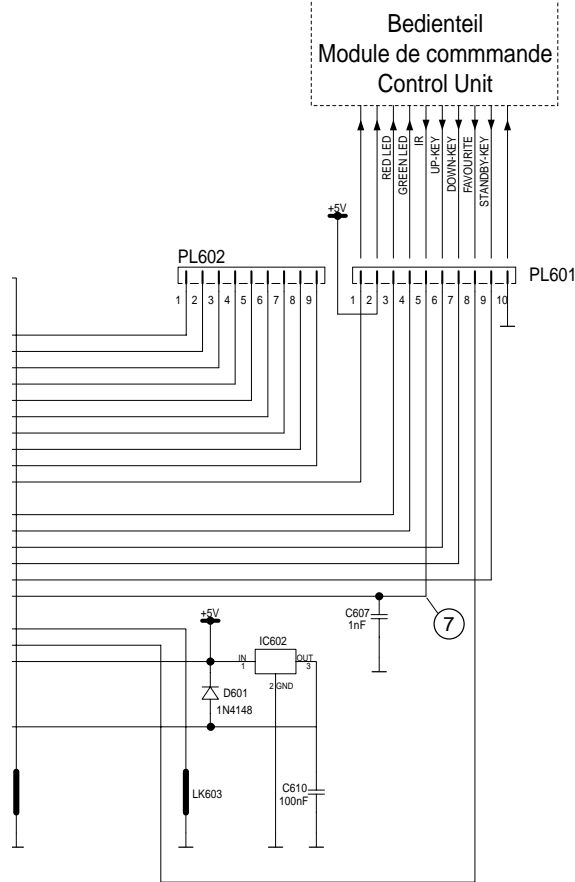 Bedienteil
Module de commmande
Control Unit
RED LED
GREEN LED
IR
UP-KEY
DOWN-KEY
FAVOURITE
STANDBY-KEY
+5V
PL602
PL601
1 2 3 4 5 6 7 8 9
1 2 3 4 5 6 7 8 9 10
C607
1nF
7
+5V
IC602
IN
1
OUT
3
2 GND
D601
1N4148
LK603
C610
100nF